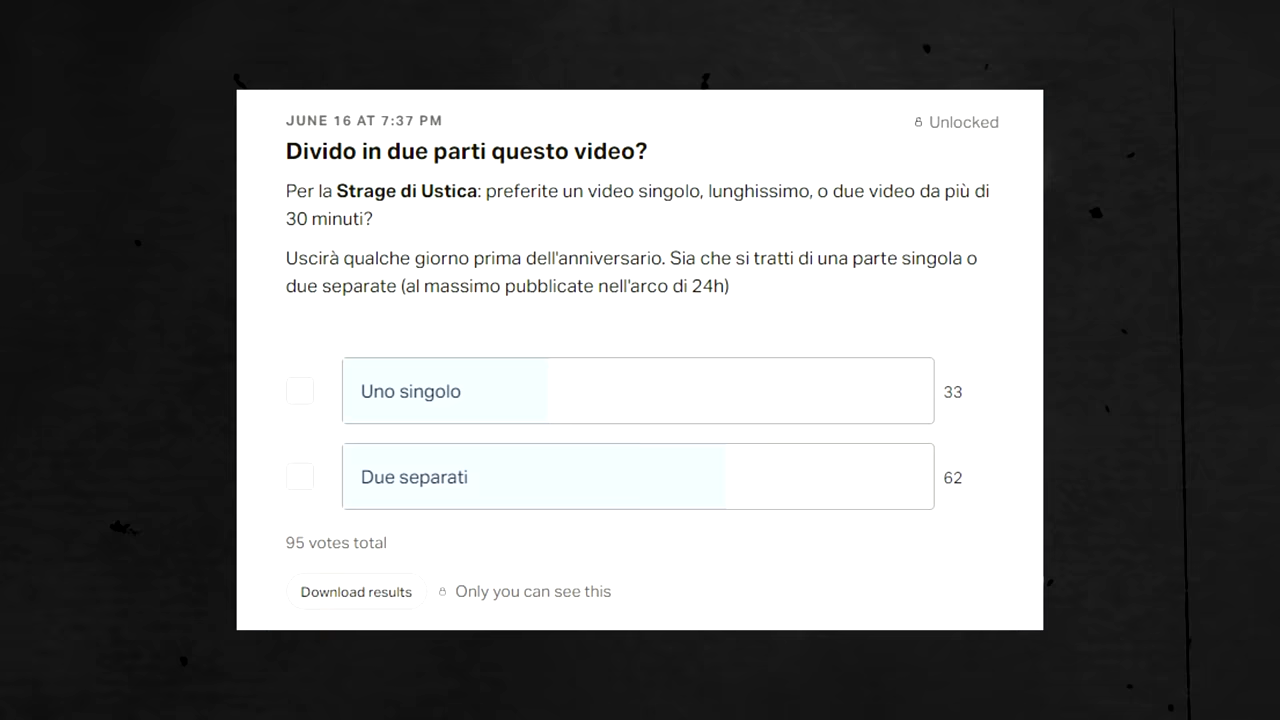 JUNE 16 AT 7:37 PM
Unlocked
Divido in due parti questo video?
Per la Strage di Ustica: preferite un video singolo, lunghissimo, o due video da più di
30 minuti?
Uscirà qualche giorno prima dell'anniversario. Sia che si tratti di una parte singola o
due separate (al massimo pubblicate nell'arco di 24h)
Uno singolo
33
Due separati
62
95 votes total
Download results
Only you can see this